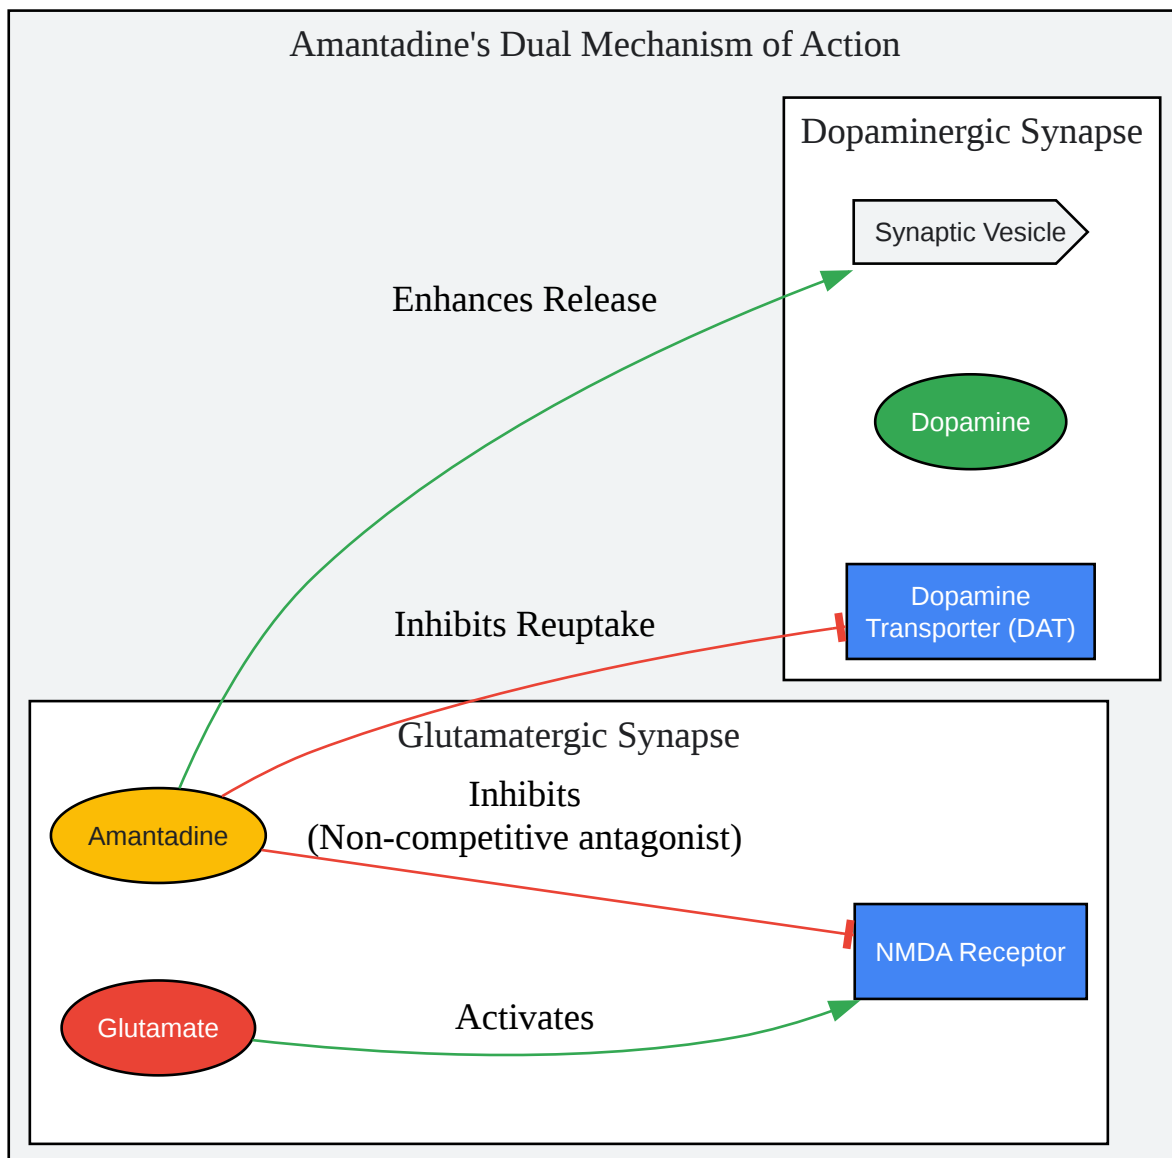 Amantadine's Dual Mechanism of Action
Dopaminergic Synapse
Synaptic Vesicle
Enhances Release
Dopamine
Dopamine
Transporter (DAT)
Inhibits Reuptake
Glutamatergic Synapse
Inhibits
(Non-competitive antagonist)
Amantadine
NMDA Receptor
Activates
Glutamate